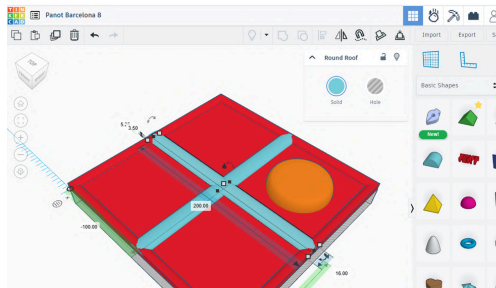 TIN
KER
CAD
Panot Barcelona 8
Import
Export
Round Roof
Solid
Hole
Basic Shapes
New!
TOP
3.50
200.00
-100.00
16.00